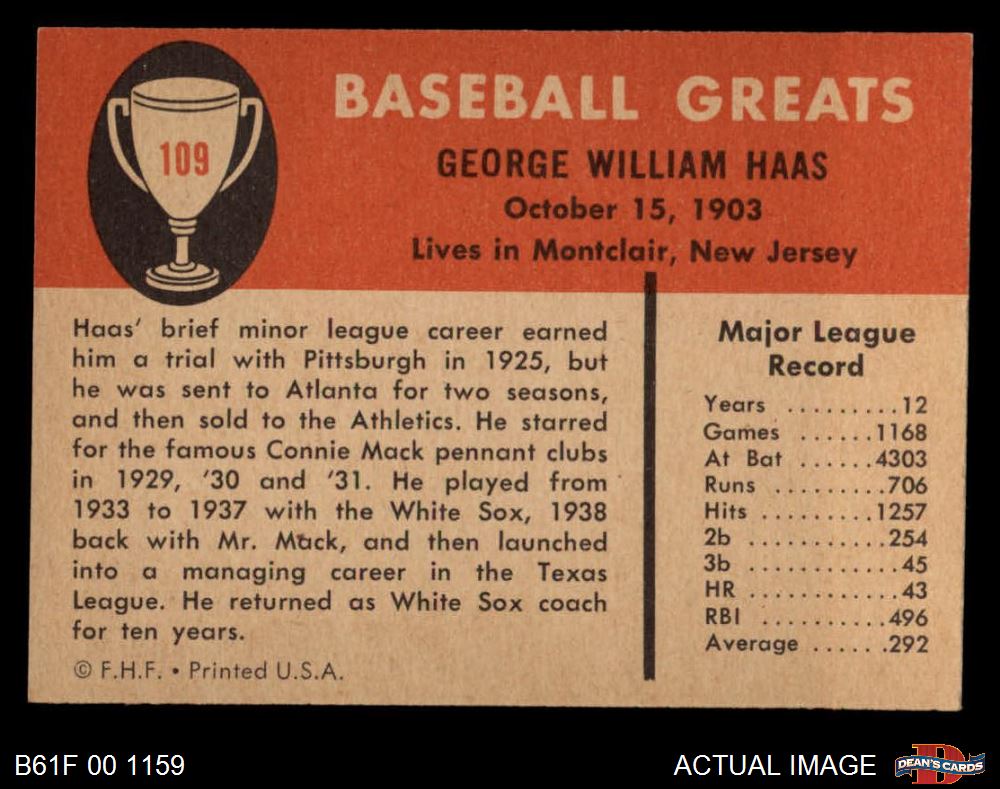 109
BASEBALL GREATS
GEORGE WILLIAM HAAS
October 15, 1903
Lives in Montclair, New Jersey
Haas' brief minor league career earned
him a trial with Pittsburgh in 1925, but
he was sent to Atlanta for two seasons,
and then sold to the Athletics. He starred
for the famous Connie Mack pennant clubs
in 1929, '30 and '31. He played from
1933 to 1937 with the White Sox, 1938
back with Mr. Mack, and then launched
into a managing career in the Texas
League. He returned as White Sox coach
for ten years.
© F.H.F. • Printed U.S.A.
Major League
Record
Years .........12
Games ......1168
At Bat ......4303
Runs .........706
Hits ..........1257
2b ............254
3b ............45
HR ............43
RBI ..........496
Average ......292
B61F 00 1159
ACTUAL IMAGE
D
DEAN'S CARDS